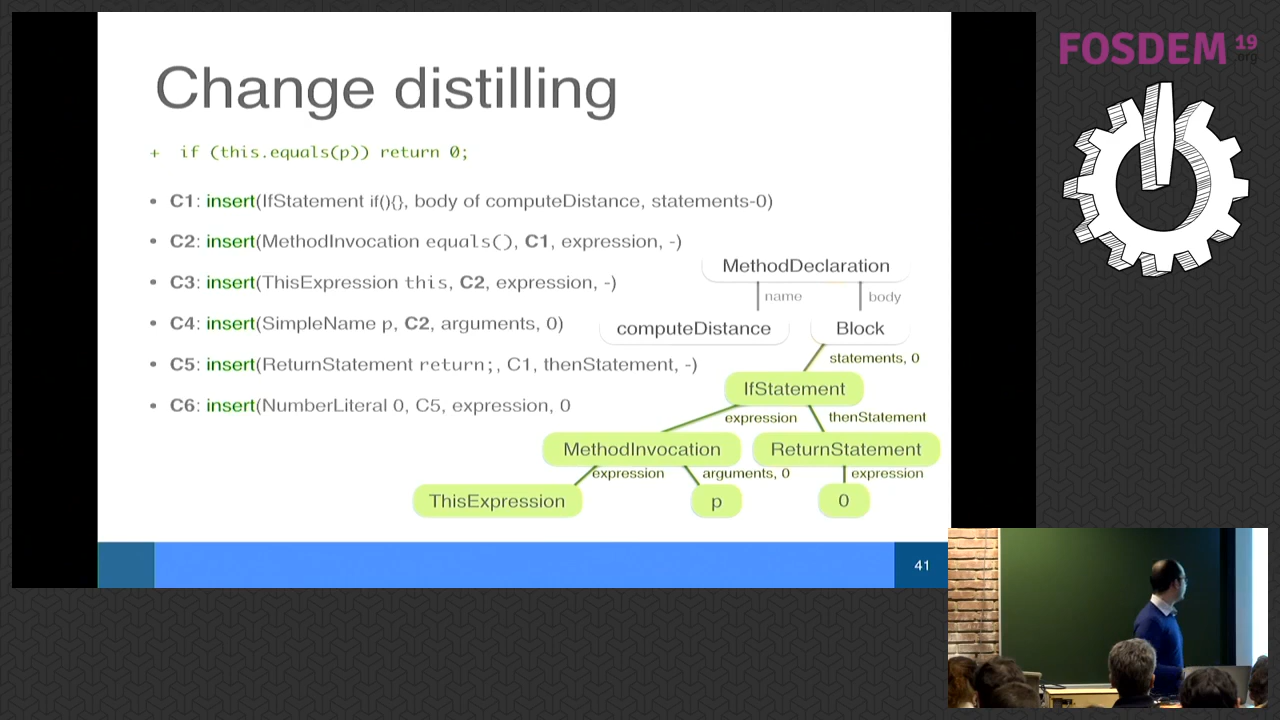 Change distilling
+ if (this.equals(p)) return 0;
• C1: insert(IfStatement if(){}, body of computeDistance, statements-0)
• C2: insert(MethodInvocation equals(), C1, expression, -)
• C3: insert(ThisExpression this, C2, expression, -)
• C4: insert(SimpleName p, C2, arguments, 0)
• C5: insert(ReturnStatement return;, C1, thenStatement, -)
• C6: insert(NumberLiteral 0, C5, expression, 0
MethodDeclaration
name body
computeDistance Block
statements, 0
IfStatement
expression thenStatement
MethodInvocation ReturnStatement
expression arguments, 0 expression
ThisExpression p 0
41
FOSDEM 19
.org